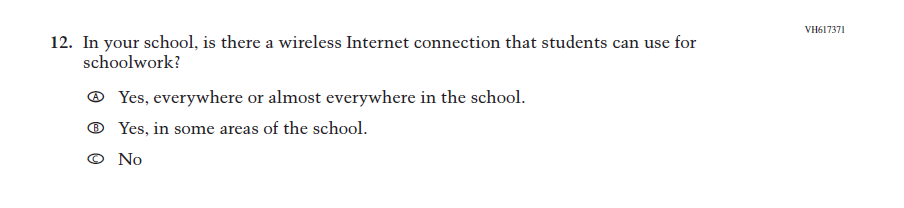 VH617371
12. In your school, is there a wireless Internet connection that students can use for
schoolwork?
A Yes, everywhere or almost everywhere in the school.
B Yes, in some areas of the school.
C No